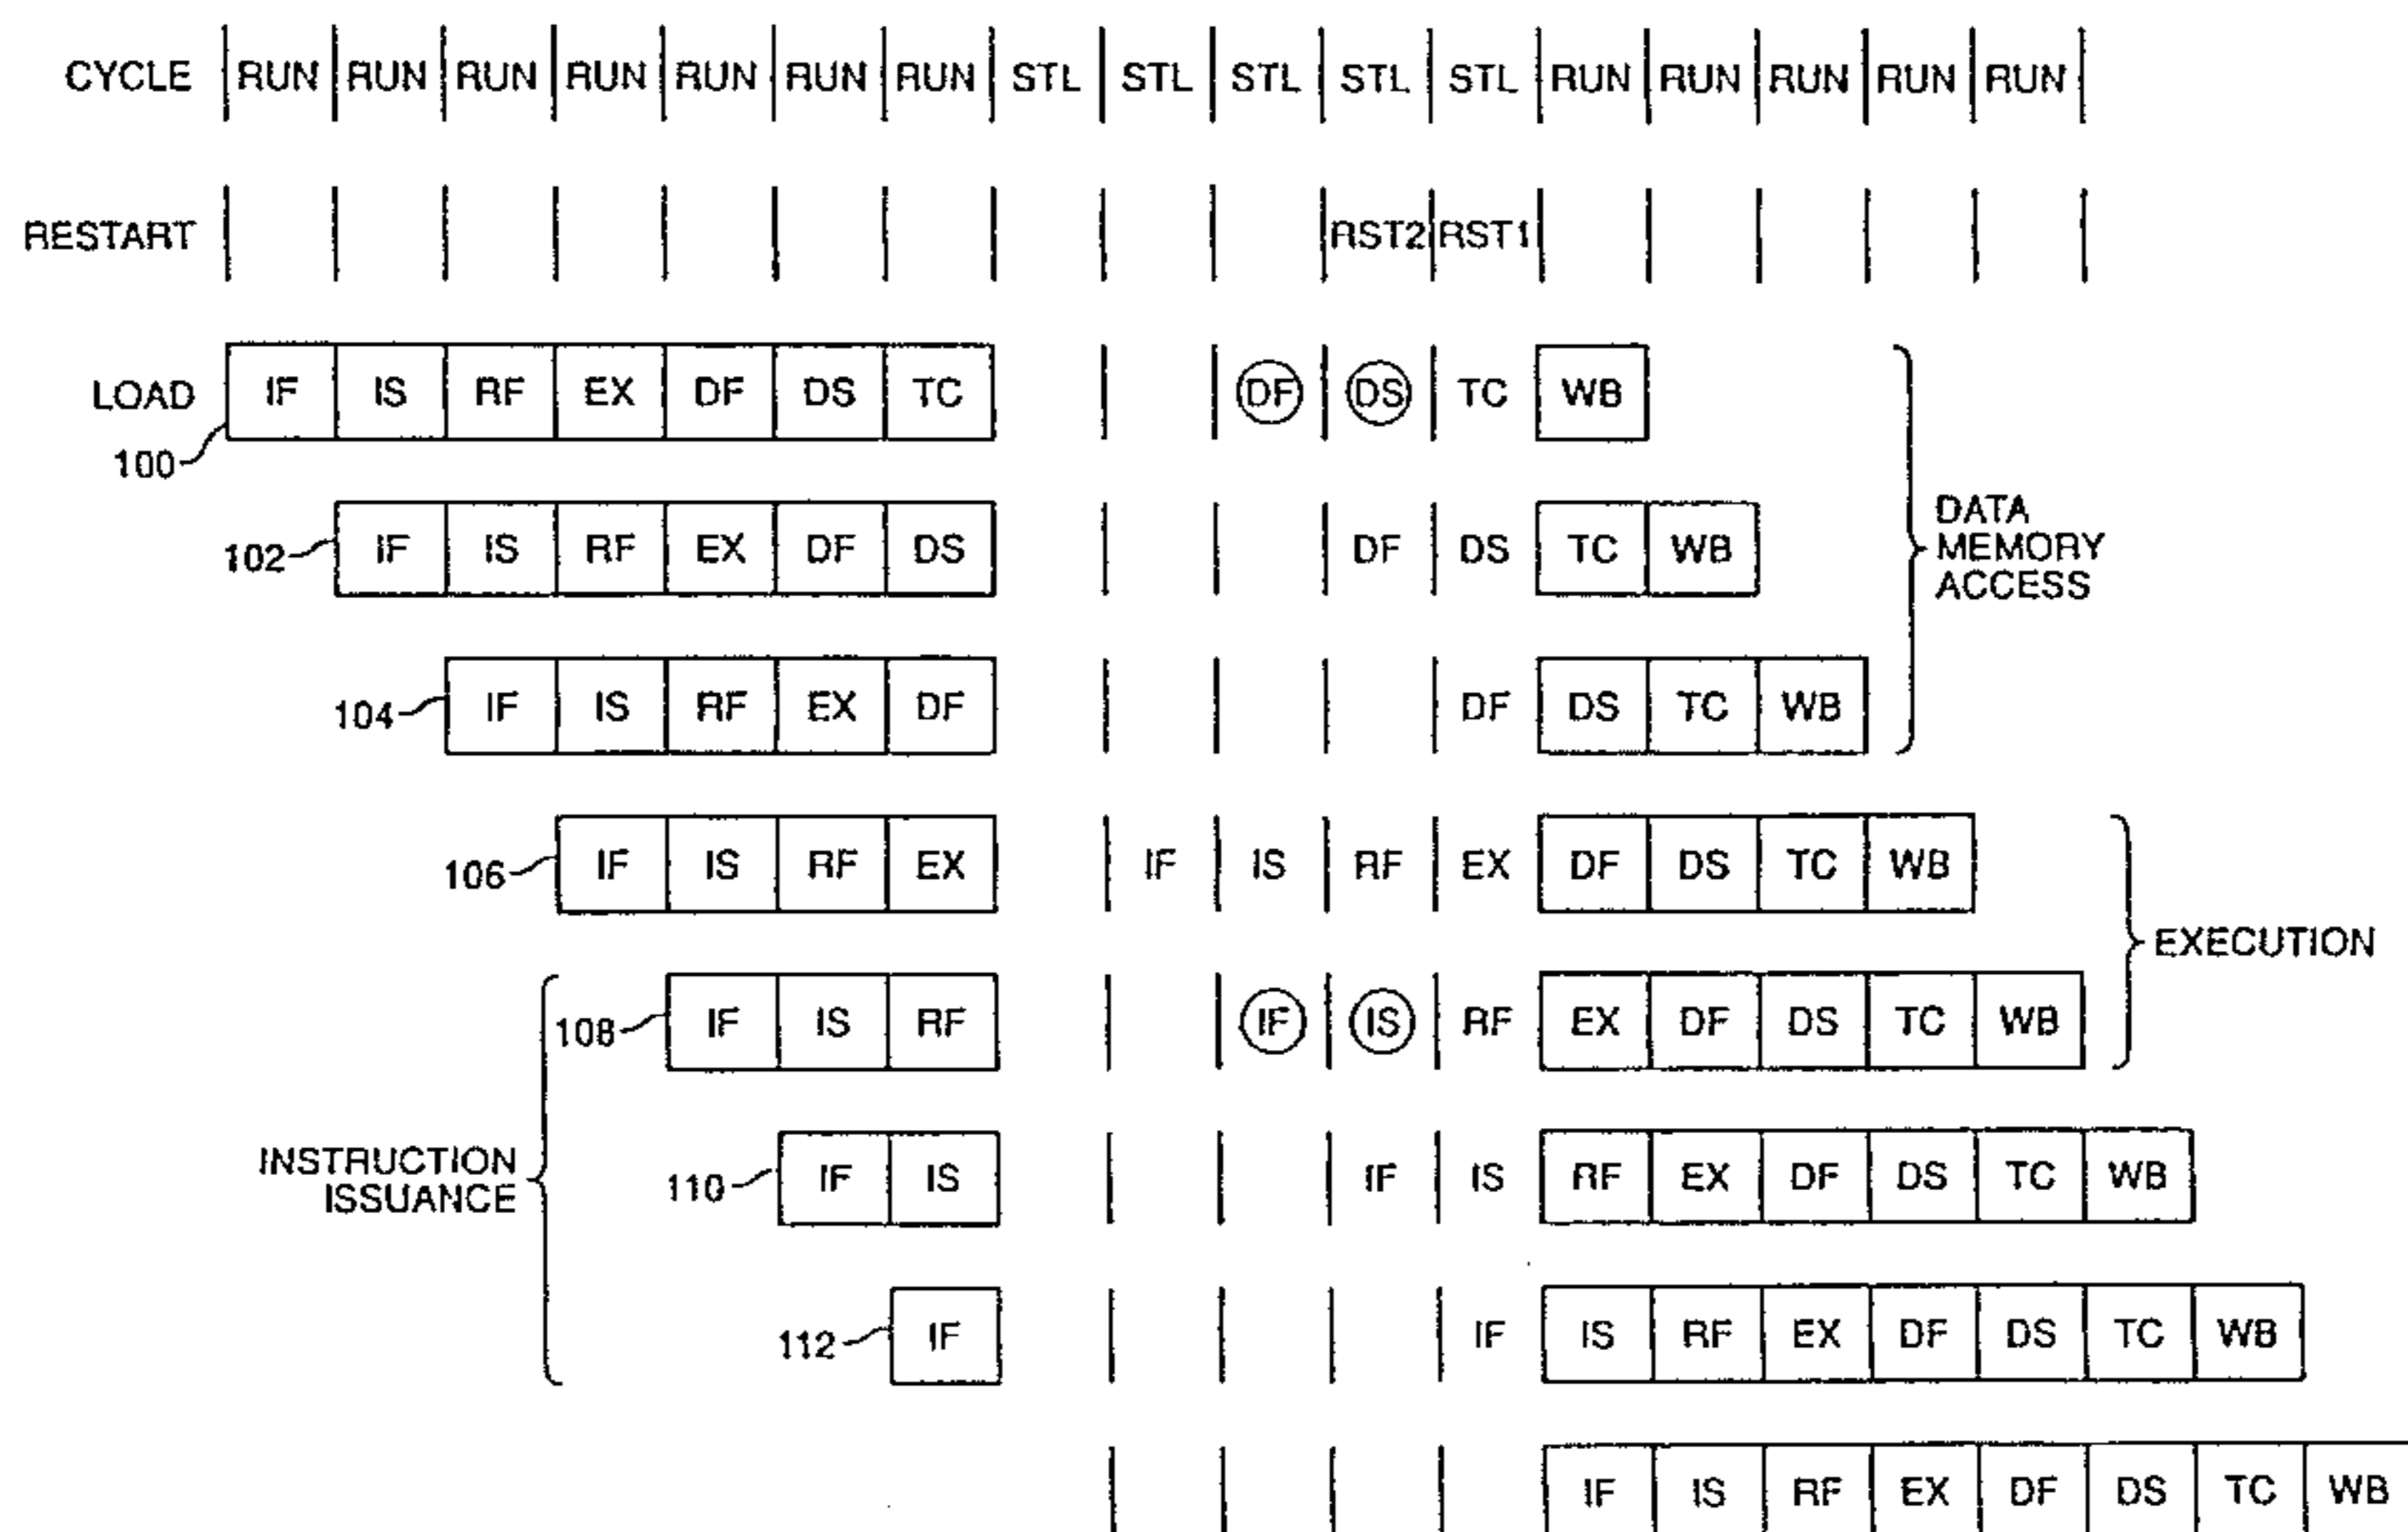 CYCLE RUN RUN RUN RUN RUN RUN RUN STL STL STL STL STL RUN RUN RUN RUN RUN
RESTART RST2 RST1
LOAD IF IS RF EX DF DS TC DF DS TC WB
100
102 IF IS RF EX DF DS DF DS TC WB
DATA
MEMORY
ACCESS
104 IF IS RF EX DF DF DS TC WB
106 IF IS RF EX IF IS RF EX DF DS TC WB
EXECUTION
108 IF IS RF IF IS RF EX DF DS TC WB
INSTRUCTION
ISSUANCE
110 IF IS IF IS RF EX DF DS TC WB
112 IF IF IS RF EX DF DS TC WB
IF IS RF EX DF DS TC WB